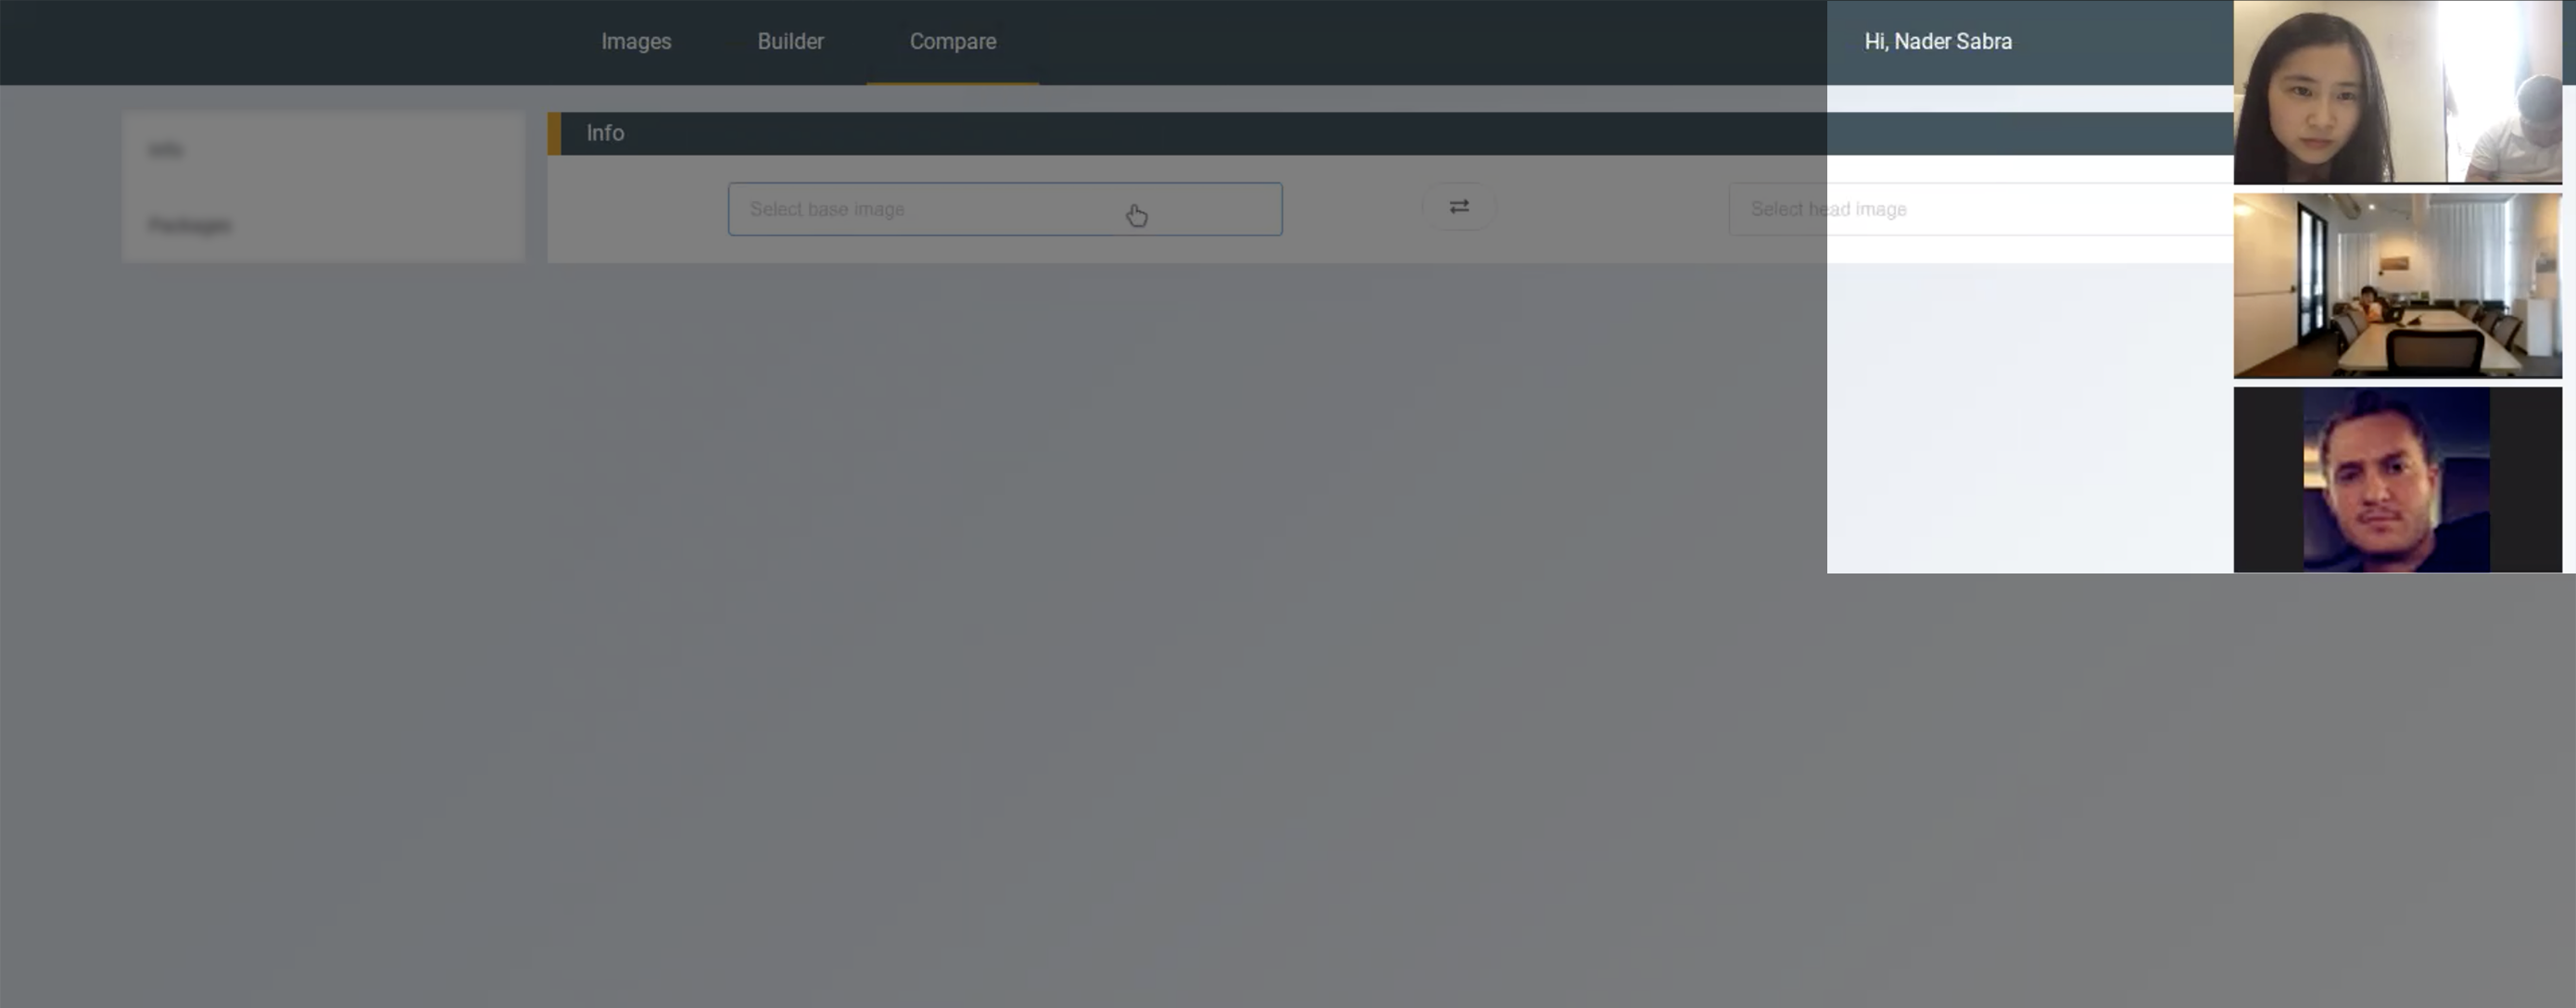 Images Builder Compare Hi, Nader Sabra
Info
Info
Packages
Select base image Select head image